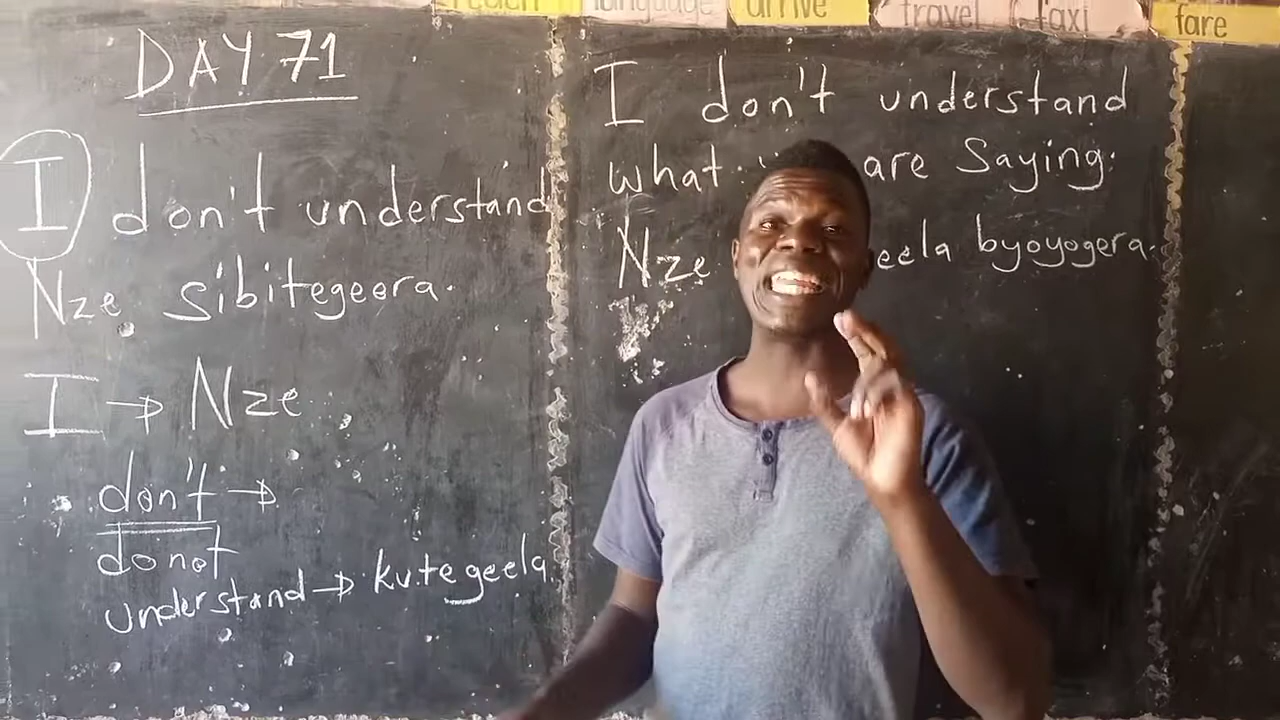 reach language arrive travel taxi fare
DAY 71
I don't understand
Nze sibitegeera.
I → Nze
don't →
do not
understand → kutegeela
I don't understand
what are Saying.
Nze eela byoyogera.